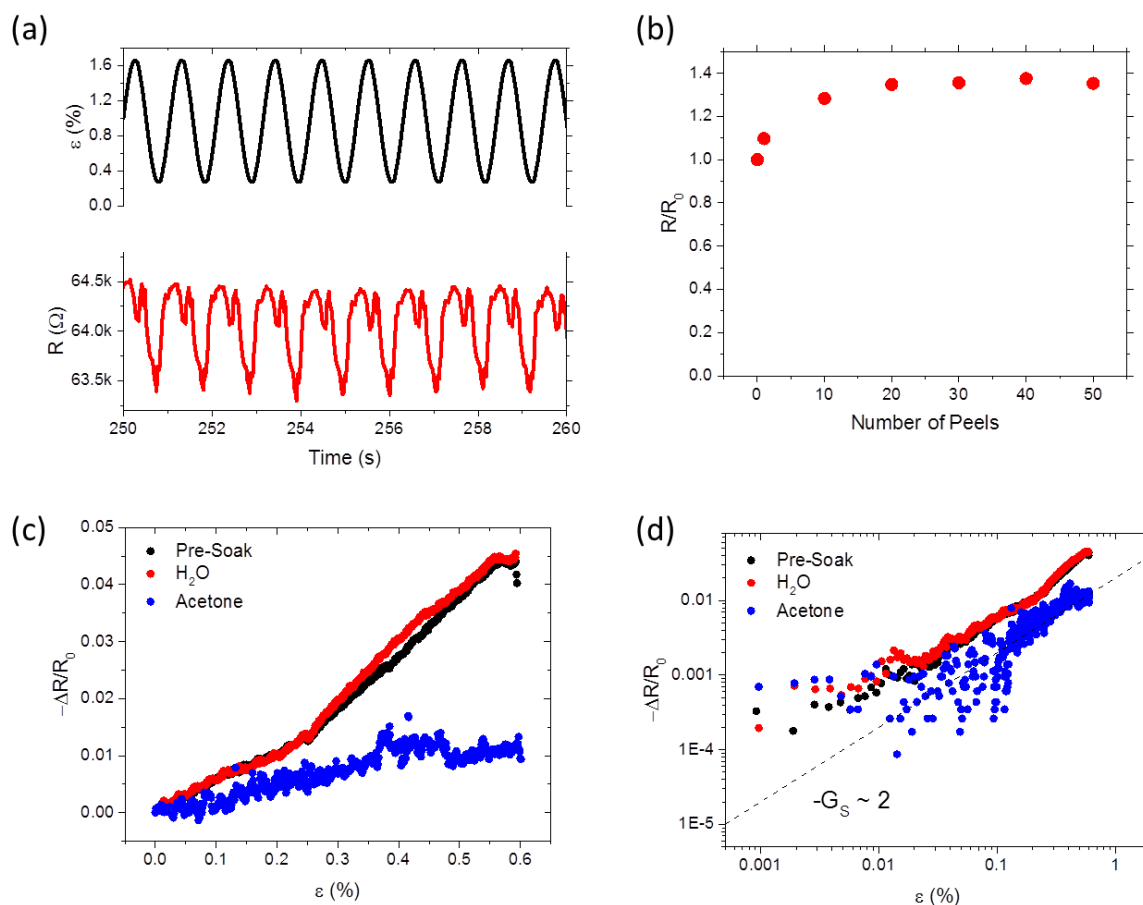 (a)
1.6
1.2
0.8
0.4
0.0
ε (%)
64.5k
64.0k
63.5k
R (Ω)
250 252 254 256 258 260
Time (s)
(b)
1.4
1.2
1.0
0.8
0.6
0.4
0.2
0.0
R/R₀
0 10 20 30 40 50
Number of Peels
(c)
0.05
0.04
0.03
0.02
0.01
0.00
−ΔR/R₀
Pre-Soak
H₂O
Acetone
0.0 0.1 0.2 0.3 0.4 0.5 0.6
ε (%)
(d)
0.01
0.001
1E-4
1E-5
−ΔR/R₀
Pre-Soak
H₂O
Acetone
-G_S ~ 2
0.001 0.01 0.1 1
ε (%)